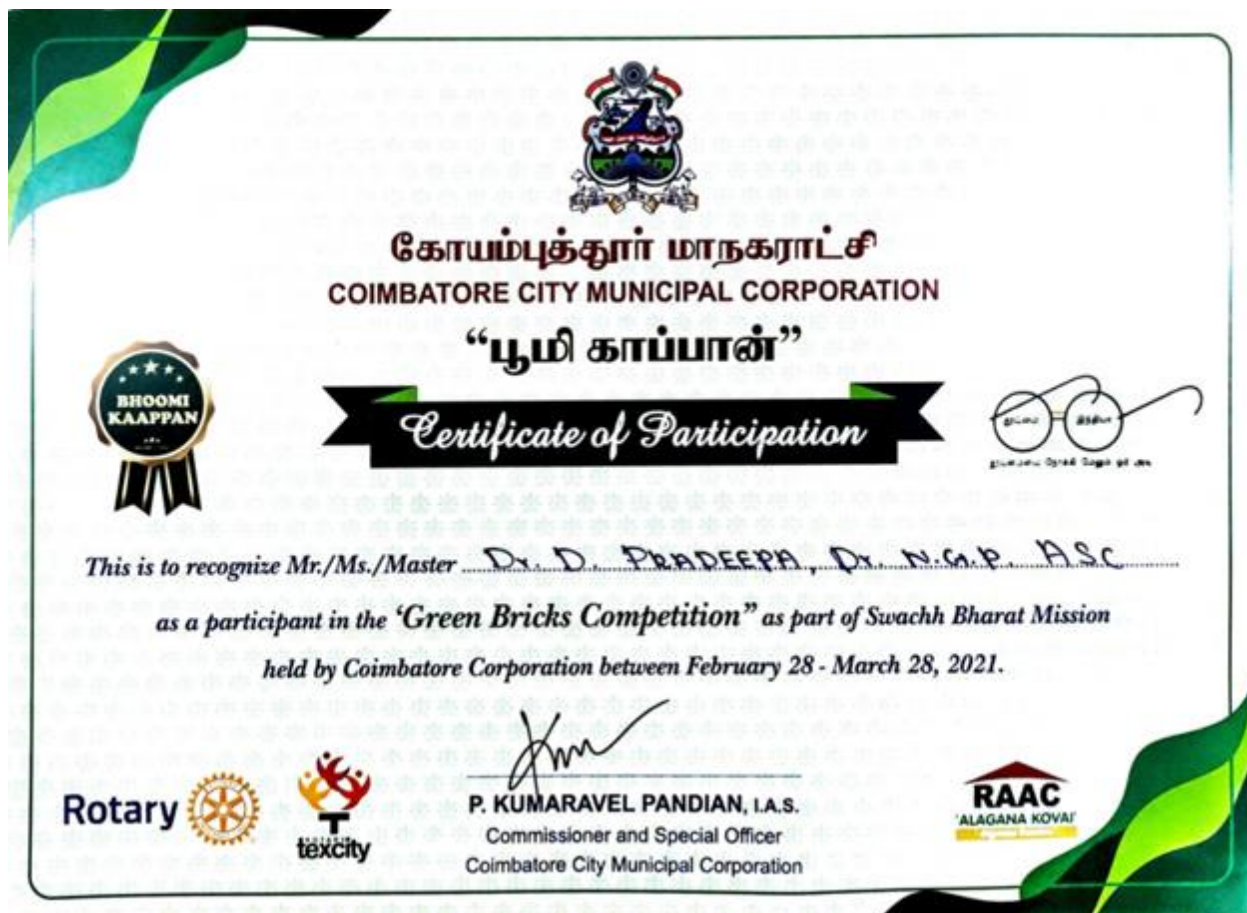 கோயம்புத்தூர் மாநகராட்சி
COIMBATORE CITY MUNICIPAL CORPORATION
“பூமி காப்பான்”
BHOOMI
KAAPPAN
Certificate of Participation
This is to recognize Mr./Ms./Master Dr. D. PRADEEPA, Dr. N.G.P. ASC
as a participant in the "Green Bricks Competition" as part of Swachh Bharat Mission
held by Coimbatore Corporation between February 28 - March 28, 2021.
P. KUMARAVEL PANDIAN, I.A.S.
Commissioner and Special Officer
Coimbatore City Municipal Corporation
Rotary
texcity
RAAC
'ALAGANA KOVAI'